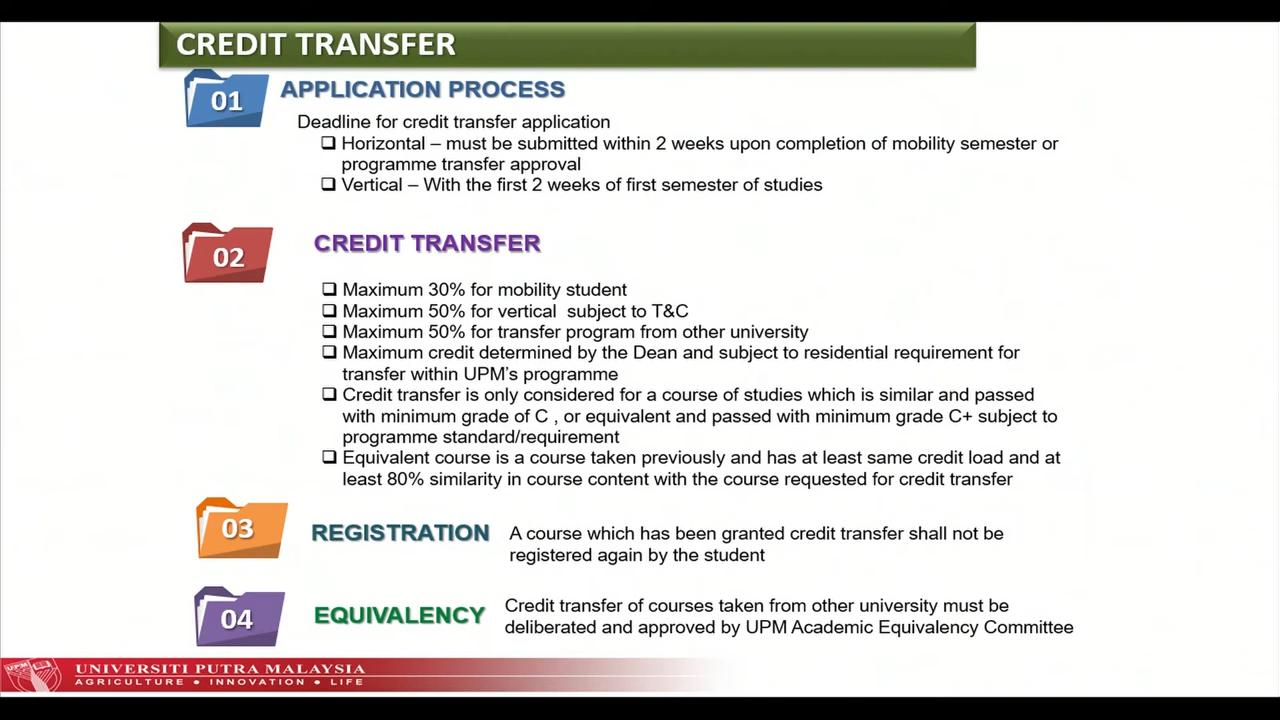 CREDIT TRANSFER
01
APPLICATION PROCESS
Deadline for credit transfer application
❑ Horizontal – must be submitted within 2 weeks upon completion of mobility semester or
programme transfer approval
❑ Vertical – With the first 2 weeks of first semester of studies
02
CREDIT TRANSFER
❑ Maximum 30% for mobility student
❑ Maximum 50% for vertical subject to T&C
❑ Maximum 50% for transfer program from other university
❑ Maximum credit determined by the Dean and subject to residential requirement for
transfer within UPM's programme
❑ Credit transfer is only considered for a course of studies which is similar and passed
with minimum grade of C , or equivalent and passed with minimum grade C+ subject to
programme standard/requirement
❑ Equivalent course is a course taken previously and has at least same credit load and at
least 80% similarity in course content with the course requested for credit transfer
03
REGISTRATION
A course which has been granted credit transfer shall not be
registered again by the student
04
EQUIVALENCY
Credit transfer of courses taken from other university must be
deliberated and approved by UPM Academic Equivalency Committee
UPM
UNIVERSITI PUTRA MALAYSIA
AGRICULTURE • INNOVATION • LIFE